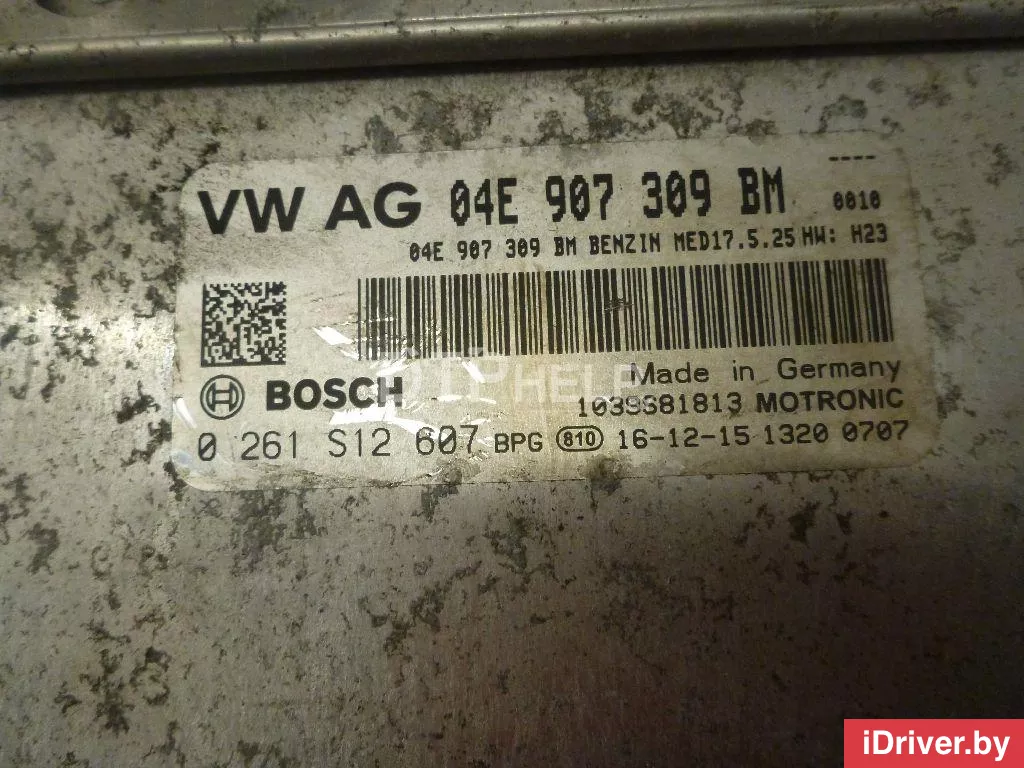 ----
VW AG 04E 907 309 BM 0010
04E 907 309 BM BENZIN MED17.5.25 HW: H23
HELP
Made in Germany
BOSCH
1039S81813 MOTRONIC
0 261 S12 607 BPG 810 16-12-15 1320 0707
iDriver.by